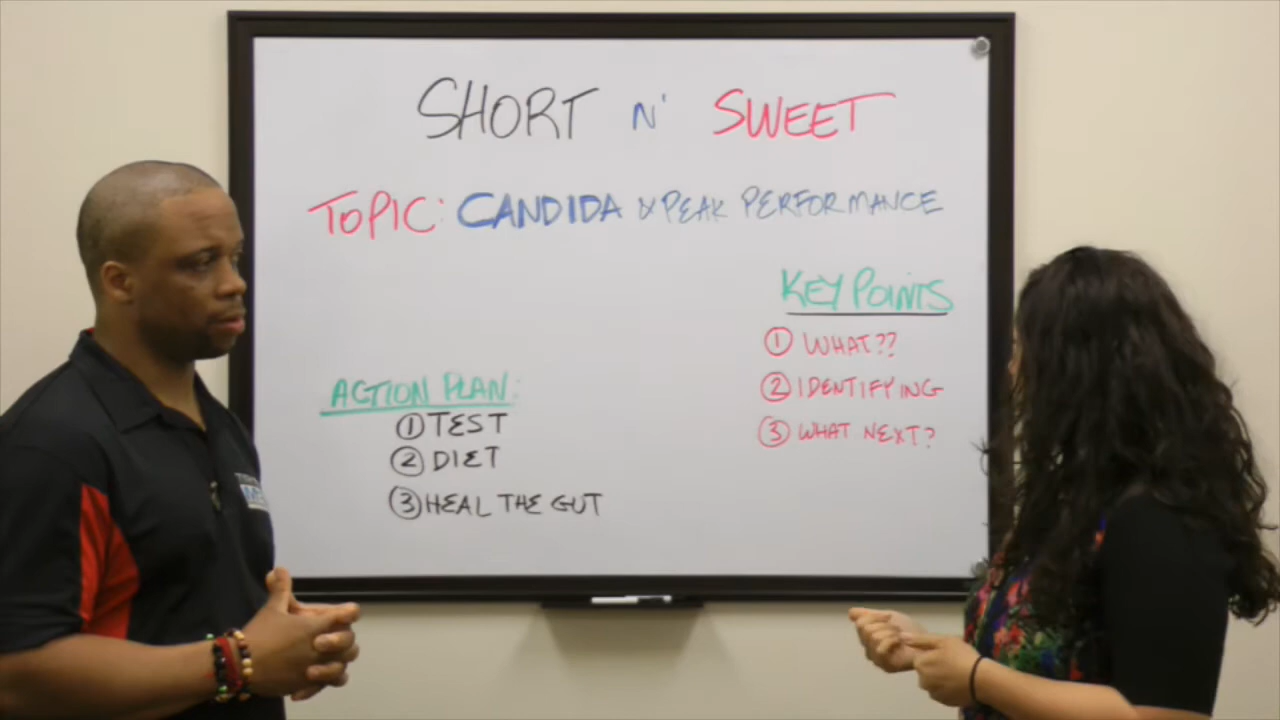 SHORT N' SWEET
TOPIC: CANDIDA & PEAK PERFORMANCE
KEY POINTS
① WHAT??
② IDENTIFYING
③ WHAT NEXT?
ACTION PLAN:
① TEST
② DIET
③ HEAL THE GUT